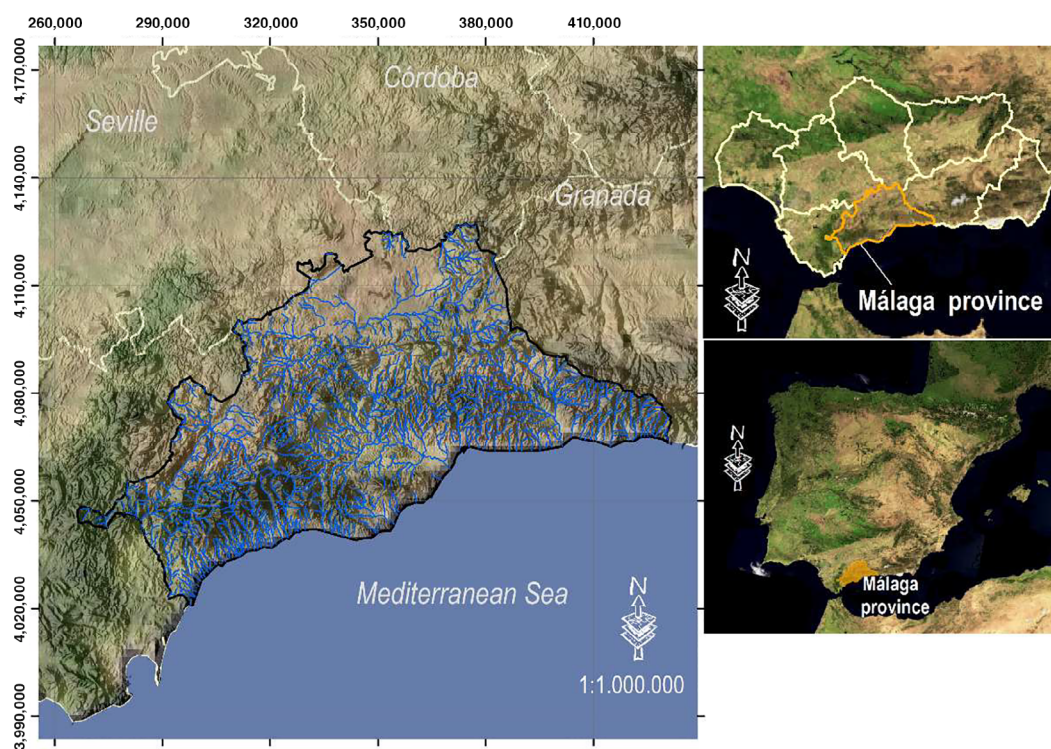 260,000 290,000 320,000 350,000 380,000 410,000
4,170,000
4,140,000
4,110,000
4,080,000
4,050,000
4,020,000
3,990,000
Seville
Córdoba
Granada
Mediterranean Sea
N
1:1.000.000
N
Málaga province
N
Málaga
province